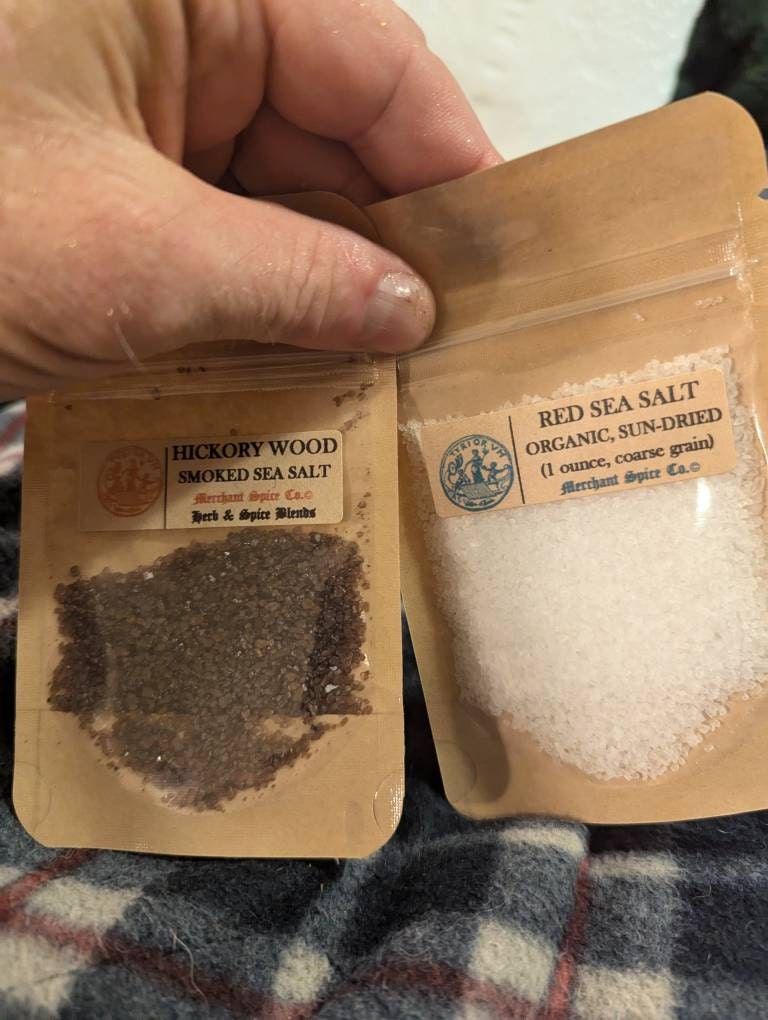 HICKORY WOOD
SMOKED SEA SALT
Merchant Spice Co.©
Herb & Spice Blends
RED SEA SALT
ORGANIC, SUN-DRIED
(1 ounce, coarse grain)
Merchant Spice Co.©